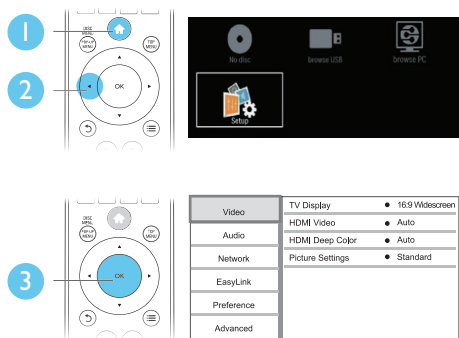 1
DISC
MENU
POP-UP
MENU
TOP
MENU
2
OK
No disc
browse USB
browse PC
Setup
3
DISC
MENU
POP-UP
MENU
TOP
MENU
OK
Video
Audio
Network
EasyLink
Preference
Advanced
TV Display • 16:9 Widescreen
HDMI Video • Auto
HDMI Deep Color • Auto
Picture Settings • Standard